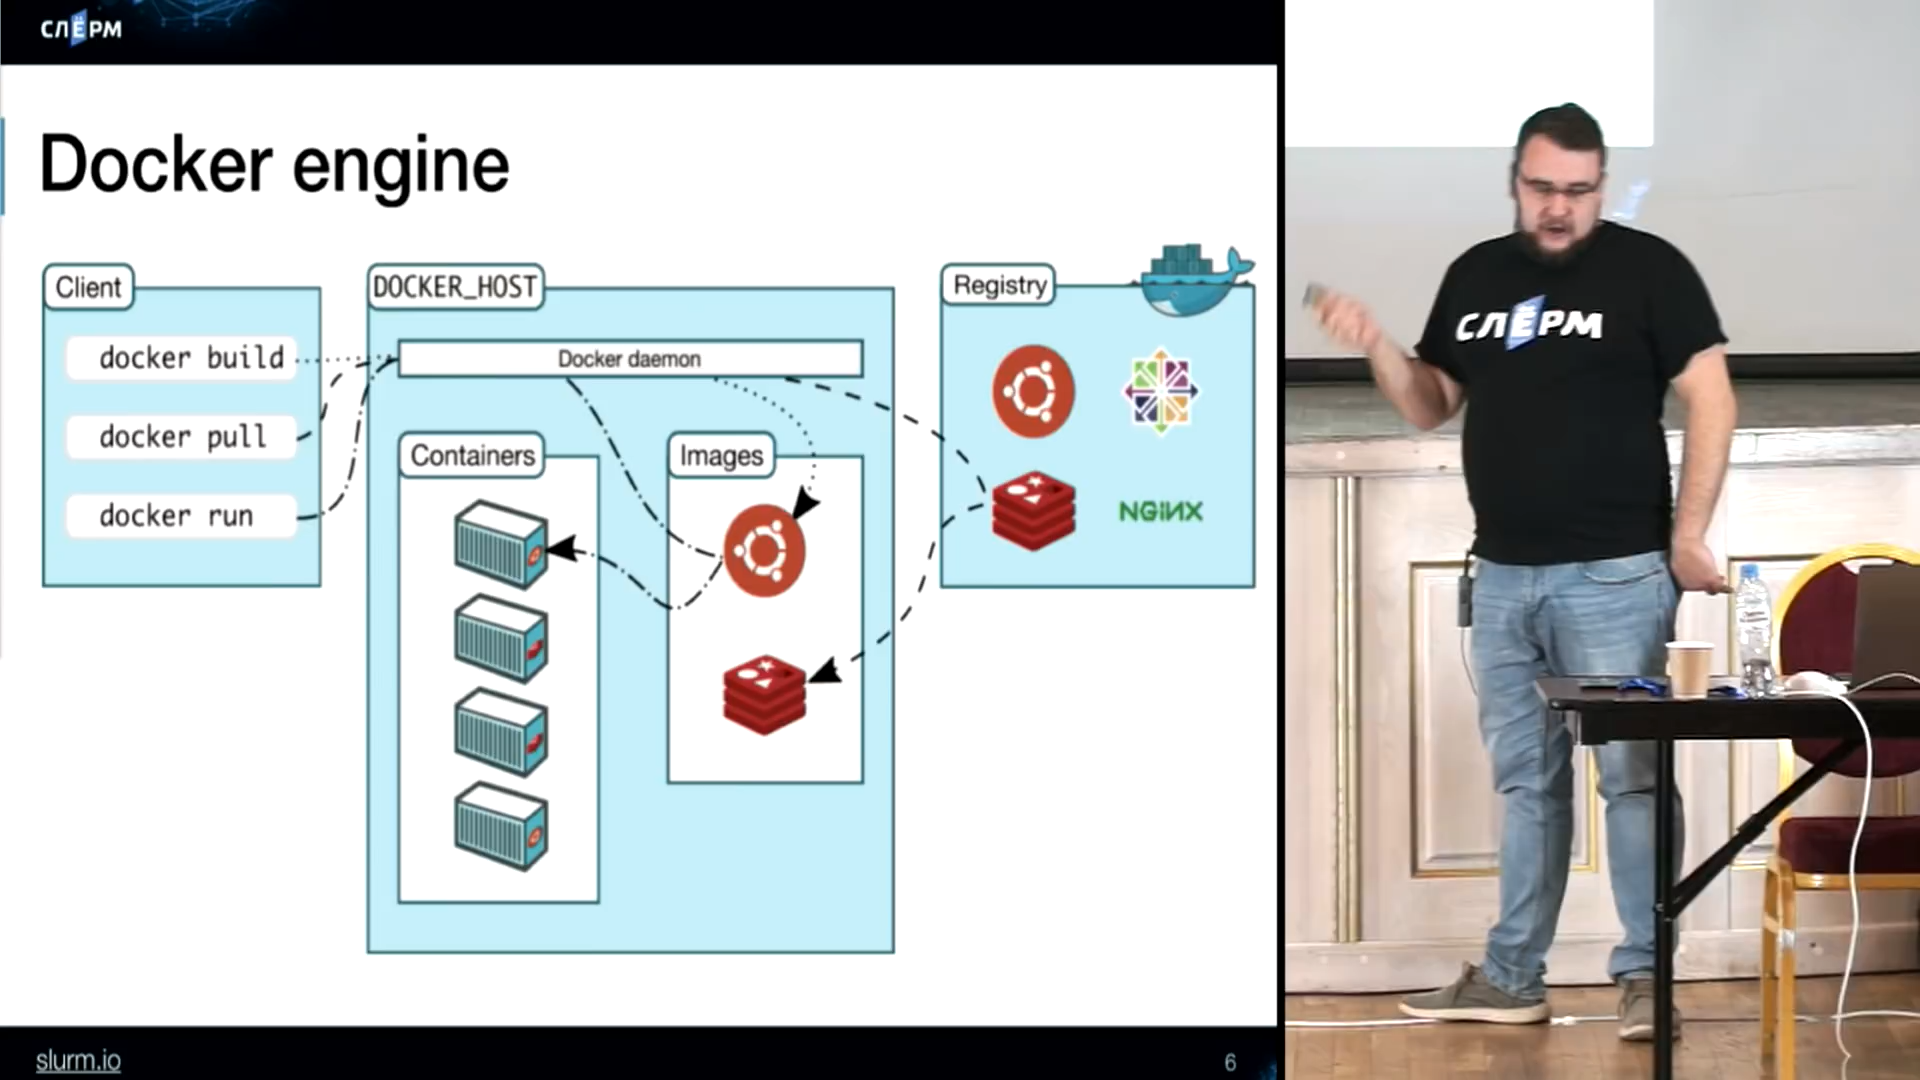 СЛЁРМ
Docker engine
Client
docker build
docker pull
docker run
DOCKER_HOST
Docker daemon
Containers
Images
Registry
NGiИX
slurm.io
6
СЛЁРМ